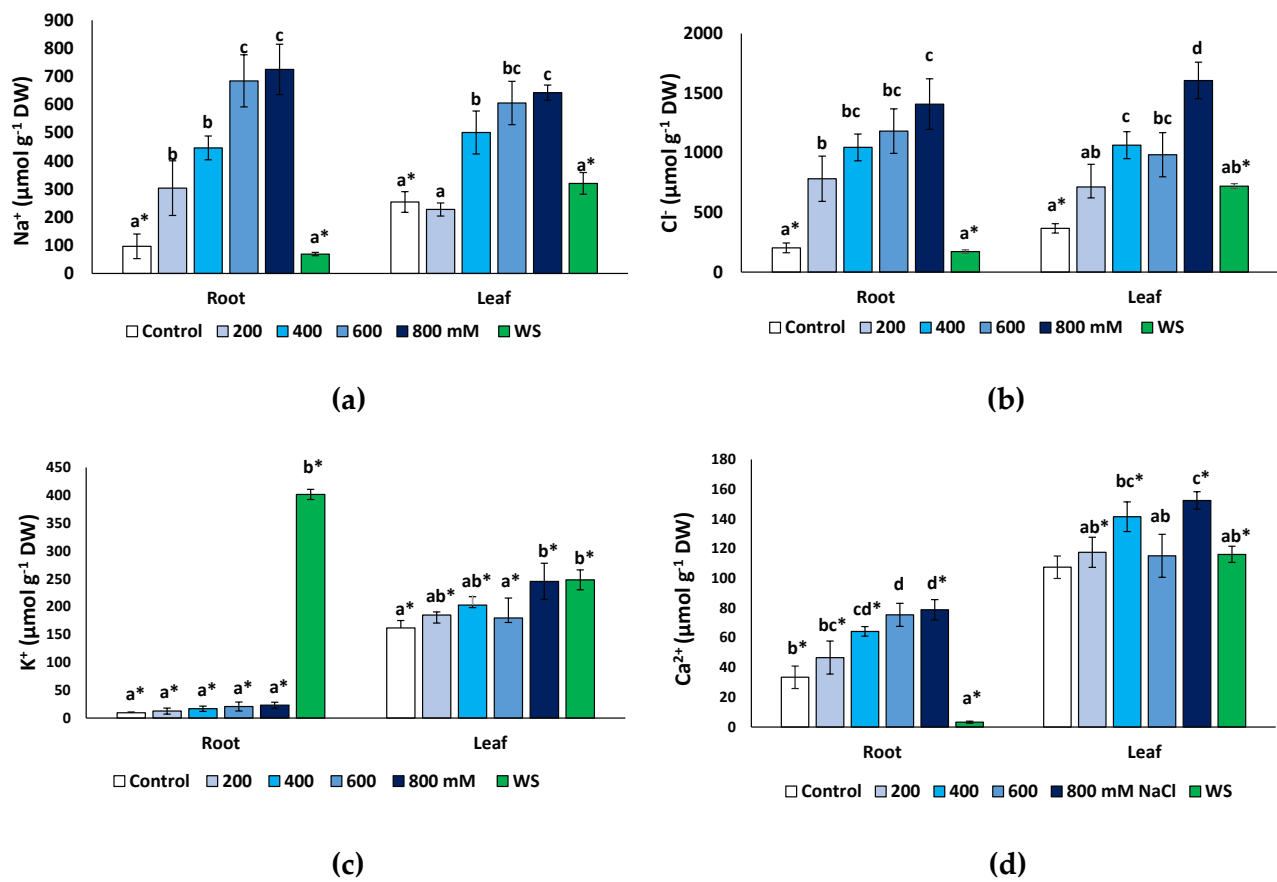 Na⁺ (µmol g⁻¹ DW)
900
800
700
600
500
400
300
200
100
0
a* b b c c a*
a* a b bc c a*
Root Leaf
Control 200 400 600 800 mM WS
(a)
Cl⁻ (µmol g⁻¹ DW)
2000
1500
1000
500
0
a* b bc bc c a*
a* ab c bc d ab*
Root Leaf
Control 200 400 600 800 mM WS
(b)
K⁺ (µmol g⁻¹ DW)
450
400
350
300
250
200
150
100
50
0
a* a* a* a* a* b*
a* ab* ab* a* b* b*
Root Leaf
Control 200 400 600 800 mM WS
(c)
Ca²⁺ (µmol g⁻¹ DW)
180
160
140
120
100
80
60
40
20
0
b* bc* cd* d d* a*
ab* bc* ab c* ab*
Root Leaf
Control 200 400 600 800 mM NaCl WS
(d)